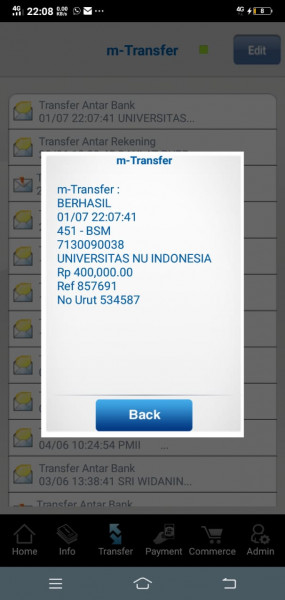 4G 22:08 0,00 KB/s
4G 8
m-Transfer
Edit
Transfer Antar Bank
01/07 22:07:41 UNIVERSITAS...
Transfer Antar Rekening
m-Transfer
m-Transfer :
BERHASIL
01/07 22:07:41
451 - BSM
7130090038
UNIVERSITAS NU INDONESIA
Rp 400,000.00
Ref 857691
No Urut 534587
Back
04/06 10:24:54 PMII ...
Transfer Antar Bank
03/06 13:38:41 SRI WIDANIN...
Transfer Antar Bank
Home
Info
Transfer
Payment
Commerce
Admin